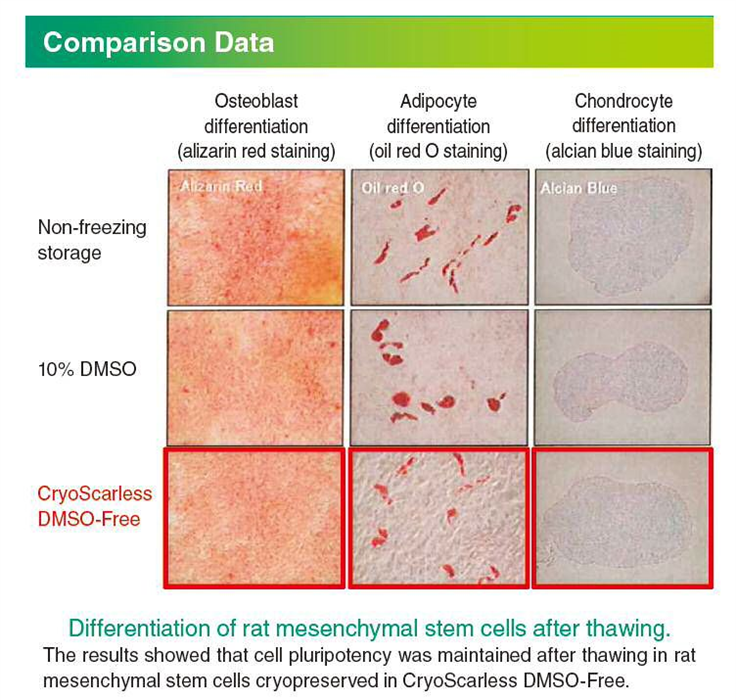 Comparison Data
Osteoblast
differentiation
(alizarin red staining)
Adipocyte
differentiation
(oil red O staining)
Chondrocyte
differentiation
(alcian blue staining)
Non-freezing
storage
Alizarin Red
Oil red O
Alcian Blue
10% DMSO
CryoScarless
DMSO-Free
Differentiation of rat mesenchymal stem cells after thawing.
The results showed that cell pluripotency was maintained after thawing in rat
mesenchymal stem cells cryopreserved in CryoScarless DMSO-Free.